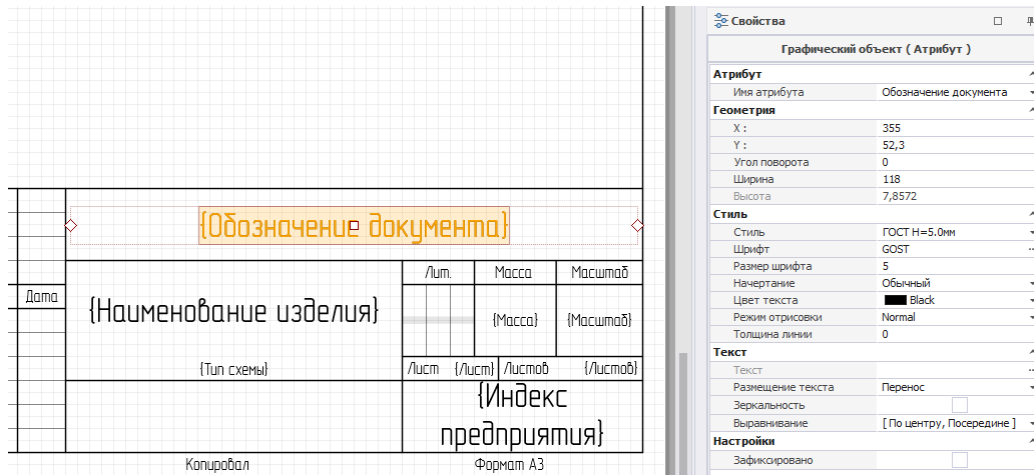 {Обозначение документа}
Лит.
Масса
Масштаб
Дата
{Наименование изделия}
{Масса}
{Масштаб}
{Тип схемы}
Лист
{Лист}
Листов
{Листов}
{Индекс
предприятия}
Копировал
Формат А3
Свойства
Графический объект ( Атрибут )
Атрибут
Имя атрибута
Обозначение документа
Геометрия
X :
355
Y :
52,3
Угол поворота
0
Ширина
118
Высота
7,8572
Стиль
Стиль
ГОСТ H=5.0мм
Шрифт
GOST
Размер шрифта
5
Начертание
Обычный
Цвет текста
Black
Режим отрисовки
Normal
Толщина линии
0
Текст
Текст
Размещение текста
Перенос
Зеркальность
Выравнивание
[ По центру, Посередине ]
Настройки
Зафиксировано